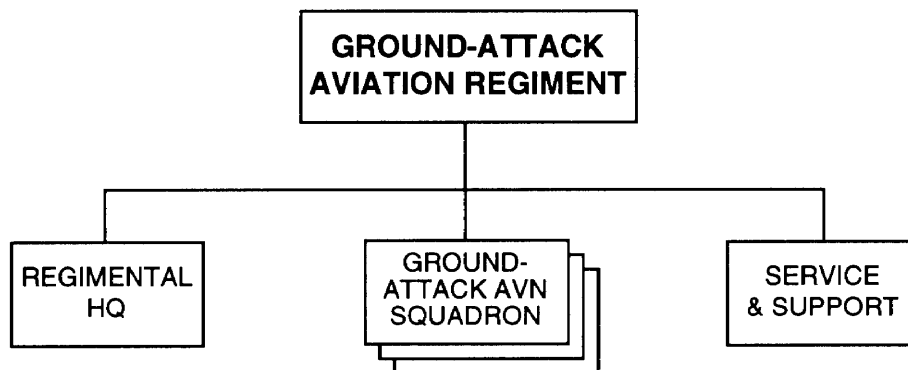 GROUND-ATTACK
AVIATION REGIMENT
REGIMENTAL
HQ
GROUND-
ATTACK AVN
SQUADRON
SERVICE
& SUPPORT